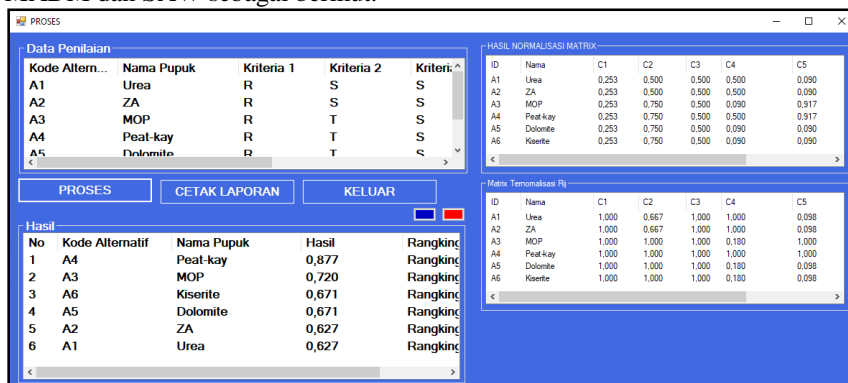 MADM dan SAW sebagai berikut.
PROSES
Data Penilaian
Kode Altern... Nama Pupuk Kriteria 1 Kriteria 2 Kriteri
A1 Urea R S S
A2 ZA R S S
A3 MOP R T S
A4 Peat-kay R T S
A5 Dolomite R T S
PROSES CETAK LAPORAN KELUAR
Hasil
No Kode Alternatif Nama Pupuk Hasil Rangking
1 A4 Peat-kay 0,877 Rangking
2 A3 MOP 0,720 Rangking
3 A6 Kiserite 0,671 Rangking
4 A5 Dolomite 0,671 Rangking
5 A2 ZA 0,627 Rangking
6 A1 Urea 0,627 Rangking
HASIL NORMALISASI MATRIX
ID Nama C1 C2 C3 C4 C5
A1 Urea 0,253 0,500 0,500 0,500 0,090
A2 ZA 0,253 0,500 0,500 0,500 0,090
A3 MOP 0,253 0,750 0,500 0,090 0,917
A4 Peat-kay 0,253 0,750 0,500 0,500 0,917
A5 Dolomite 0,253 0,750 0,500 0,090 0,090
A6 Kiserite 0,253 0,750 0,500 0,090 0,090
Matrix Ternormalisasi Rij
ID Nama C1 C2 C3 C4 C5
A1 Urea 1,000 0,667 1,000 1,000 0,098
A2 ZA 1,000 0,667 1,000 1,000 0,098
A3 MOP 1,000 1,000 1,000 0,180 1,000
A4 Peat-kay 1,000 1,000 1,000 1,000 1,000
A5 Dolomite 1,000 1,000 1,000 0,180 0,098
A6 Kiserite 1,000 1,000 1,000 0,180 0,098